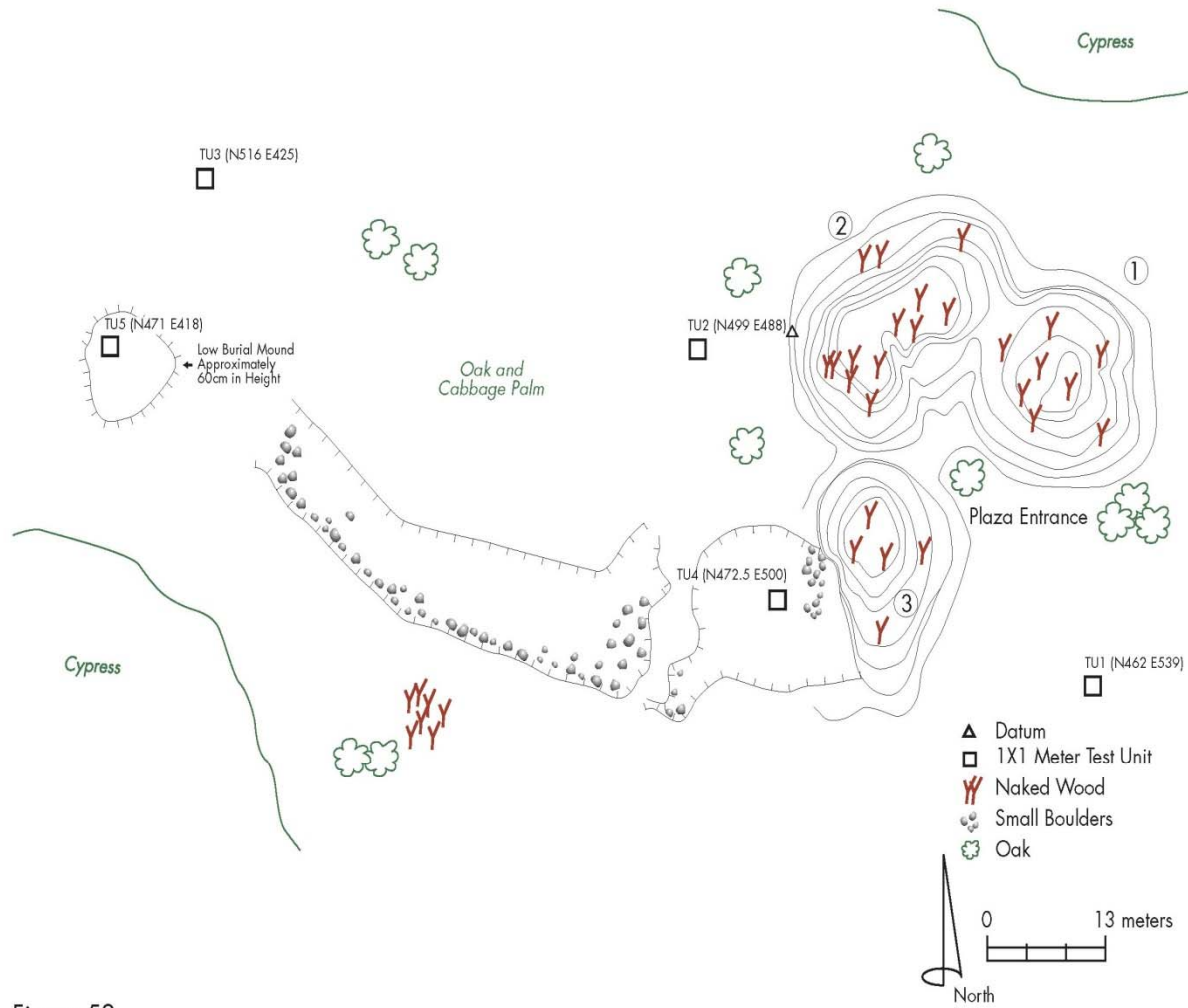 Cypress
TU3 (N516 E425)
2
1
TU5 (N471 E418)
Low Burial Mound
Approximately
60cm in Height
TU2 (N499 E488)
Oak and
Cabbage Palm
Plaza Entrance
TU4 (N472.5 E500)
3
Cypress
TU1 (N462 E539)
Datum
1X1 Meter Test Unit
Naked Wood
Small Boulders
Oak
0 13 meters
North